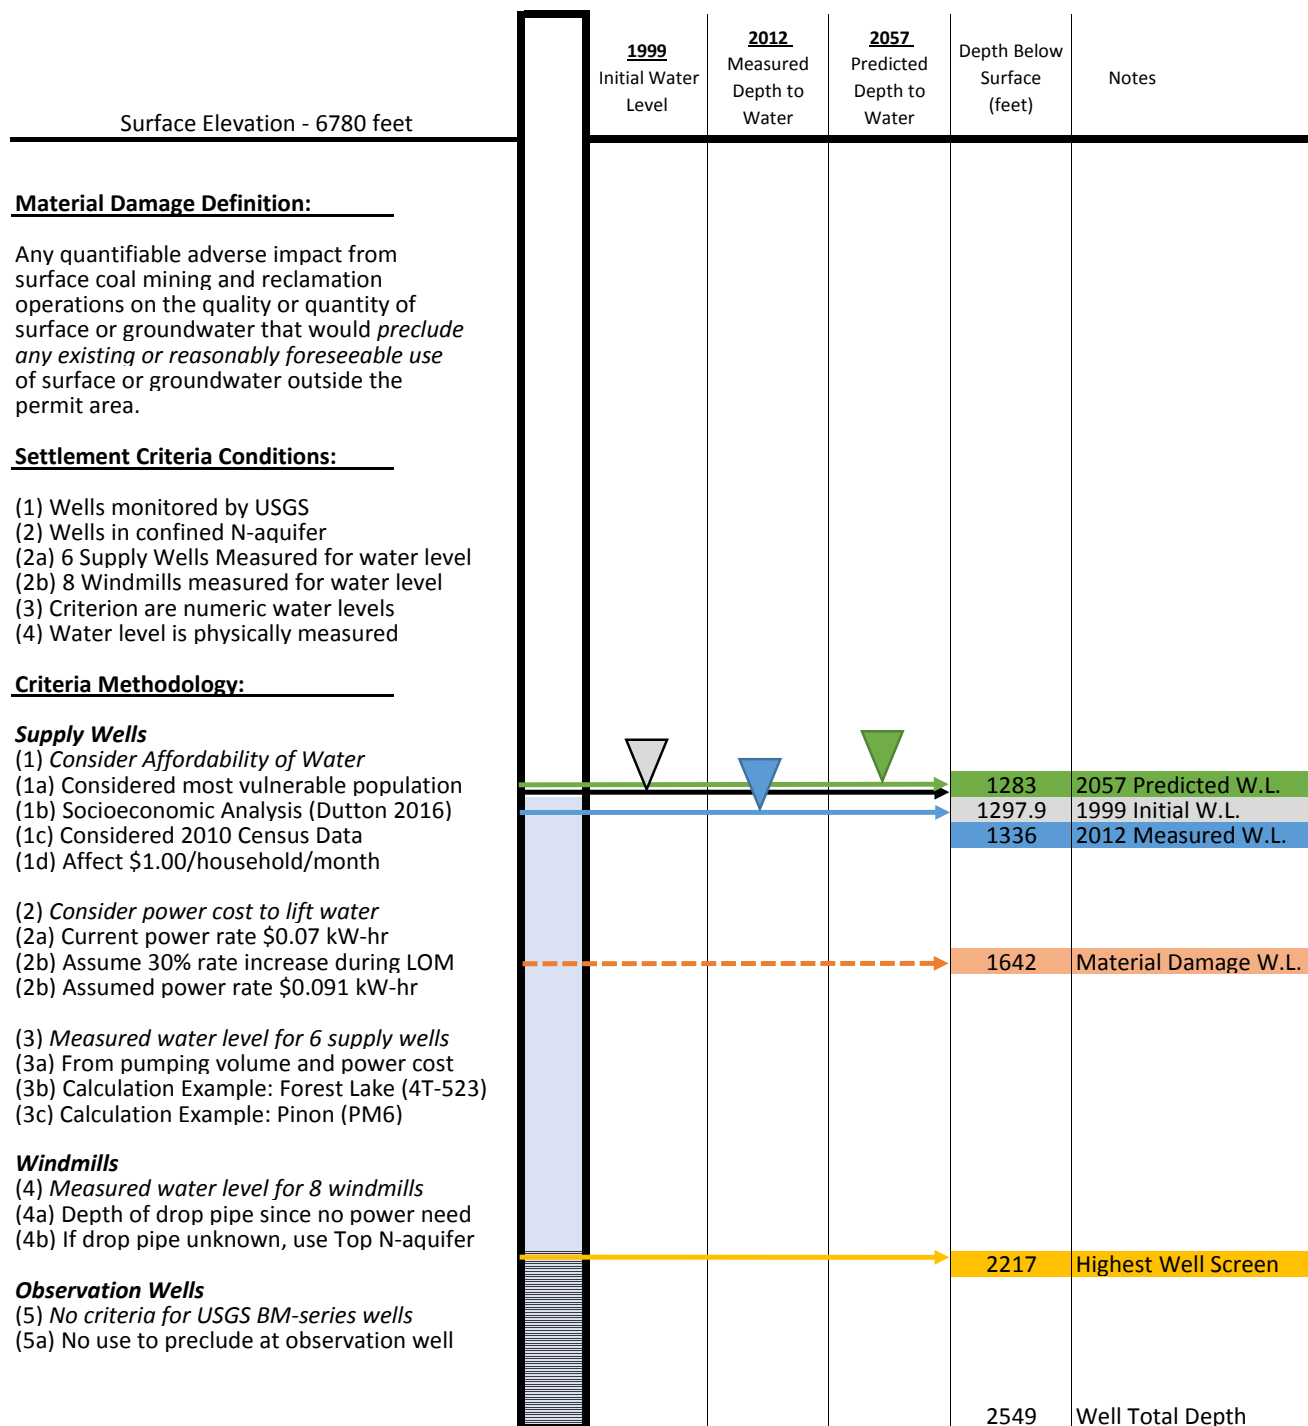 1999
Initial Water
Level
2012
Measured
Depth to
Water
2057
Predicted
Depth to
Water
Depth Below
Surface
(feet)
Notes
Surface Elevation - 6780 feet
Material Damage Definition:
Any quantifiable adverse impact from
surface coal mining and reclamation
operations on the quality or quantity of
surface or groundwater that would preclude
any existing or reasonably foreseeable use
of surface or groundwater outside the
permit area.
Settlement Criteria Conditions:
(1) Wells monitored by USGS
(2) Wells in confined N-aquifer
(2a) 6 Supply Wells Measured for water level
(2b) 8 Windmills measured for water level
(3) Criterion are numeric water levels
(4) Water level is physically measured
Criteria Methodology:
Supply Wells
(1) Consider Affordability of Water
(1a) Considered most vulnerable population
(1b) Socioeconomic Analysis (Dutton 2016)
(1c) Considered 2010 Census Data
(1d) Affect $1.00/household/month
1283 2057 Predicted W.L.
1297.9 1999 Initial W.L.
1336 2012 Measured W.L.
(2) Consider power cost to lift water
(2a) Current power rate $0.07 kW-hr
(2b) Assume 30% rate increase during LOM
(2b) Assumed power rate $0.091 kW-hr
1642 Material Damage W.L.
(3) Measured water level for 6 supply wells
(3a) From pumping volume and power cost
(3b) Calculation Example: Forest Lake (4T-523)
(3c) Calculation Example: Pinon (PM6)
Windmills
(4) Measured water level for 8 windmills
(4a) Depth of drop pipe since no power need
(4b) If drop pipe unknown, use Top N-aquifer
2217 Highest Well Screen
Observation Wells
(5) No criteria for USGS BM-series wells
(5a) No use to preclude at observation well
2549 Well Total Depth